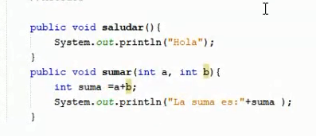 public void saludar(){
System.out.println("Hola");
}
public void sumar(int a, int b){
int suma =a+b;
System.out.println("La suma es:"+suma );
}